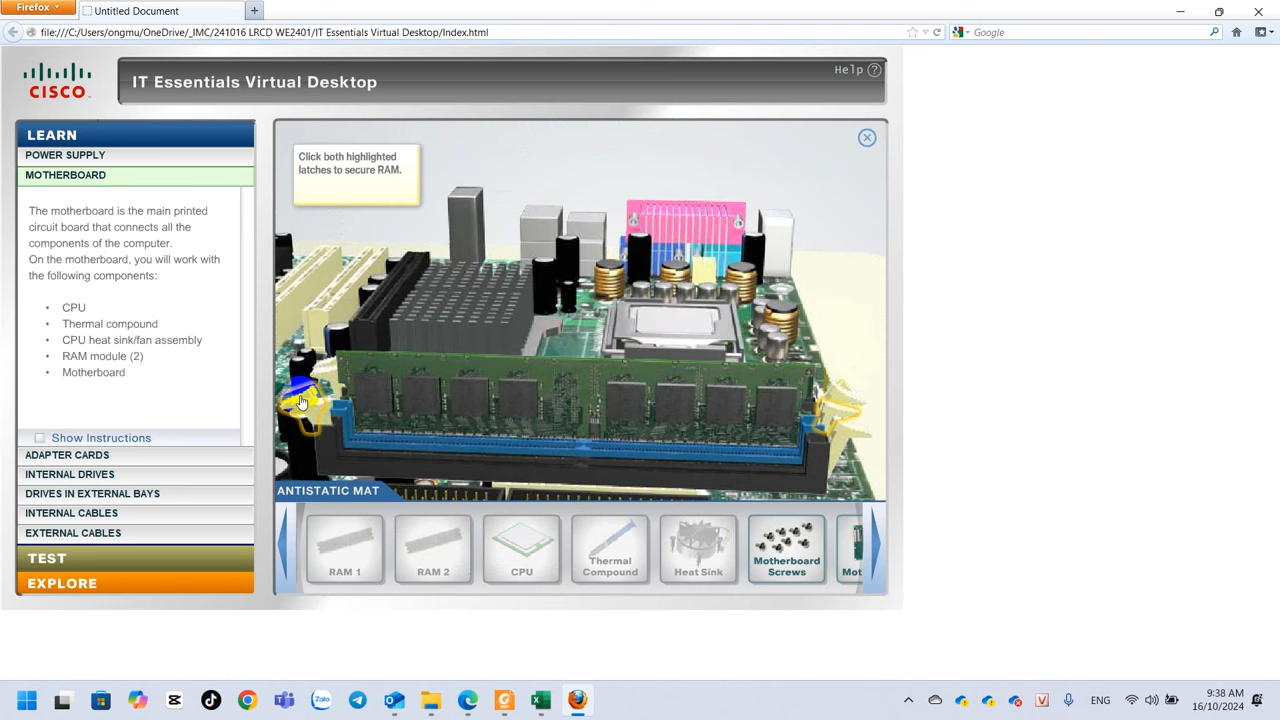 Firefox
Untitled Document
file:///C:/Users/ongmu/OneDrive/_IMC/241016 LRCD WE2401/IT Essentials Virtual Desktop/Index.html
Google
CISCO
IT Essentials Virtual Desktop
Help ?
LEARN
POWER SUPPLY
MOTHERBOARD
The motherboard is the main printed
circuit board that connects all the
components of the computer.
On the motherboard, you will work with
the following components:
• CPU
• Thermal compound
• CPU heat sink/fan assembly
• RAM module (2)
• Motherboard
Show Instructions
ADAPTER CARDS
INTERNAL DRIVES
DRIVES IN EXTERNAL BAYS
INTERNAL CABLES
EXTERNAL CABLES
TEST
EXPLORE
Click both highlighted
latches to secure RAM.
ANTISTATIC MAT
RAM 1
RAM 2
CPU
Thermal
Compound
Heat Sink
Motherboard
Screws
Mot
Zalo
ENG
9:38 AM
16/10/2024